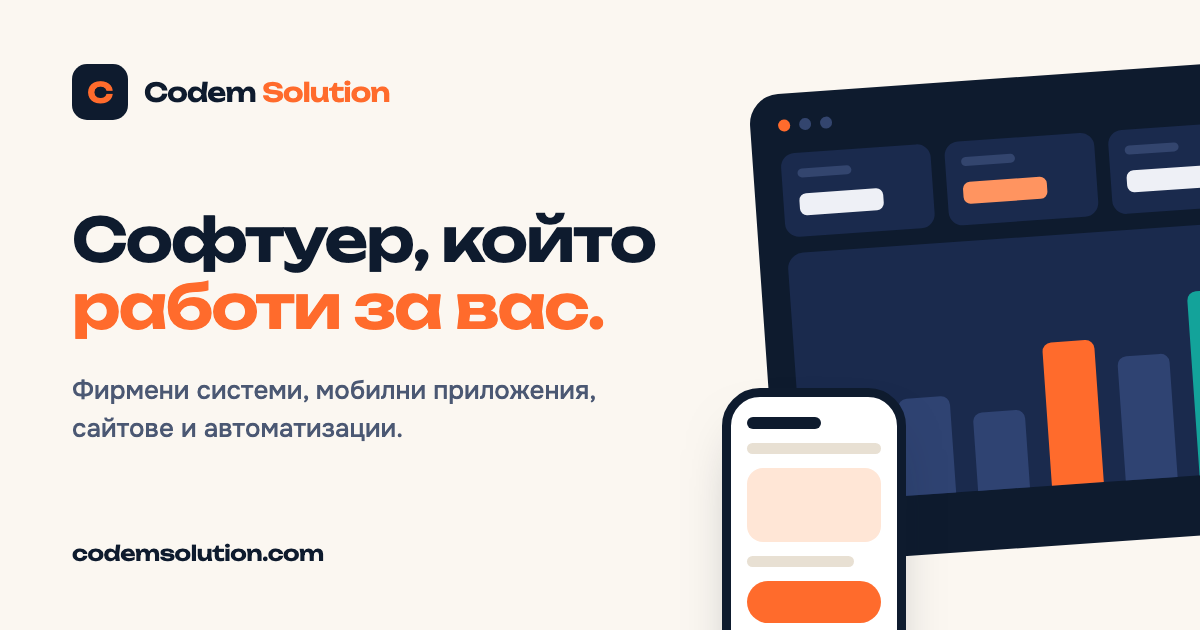 C
Codem Solution
Софтуер, който
работи за вас.
Фирмени системи, мобилни приложения,
сайтове и автоматизации.
codemsolution.com